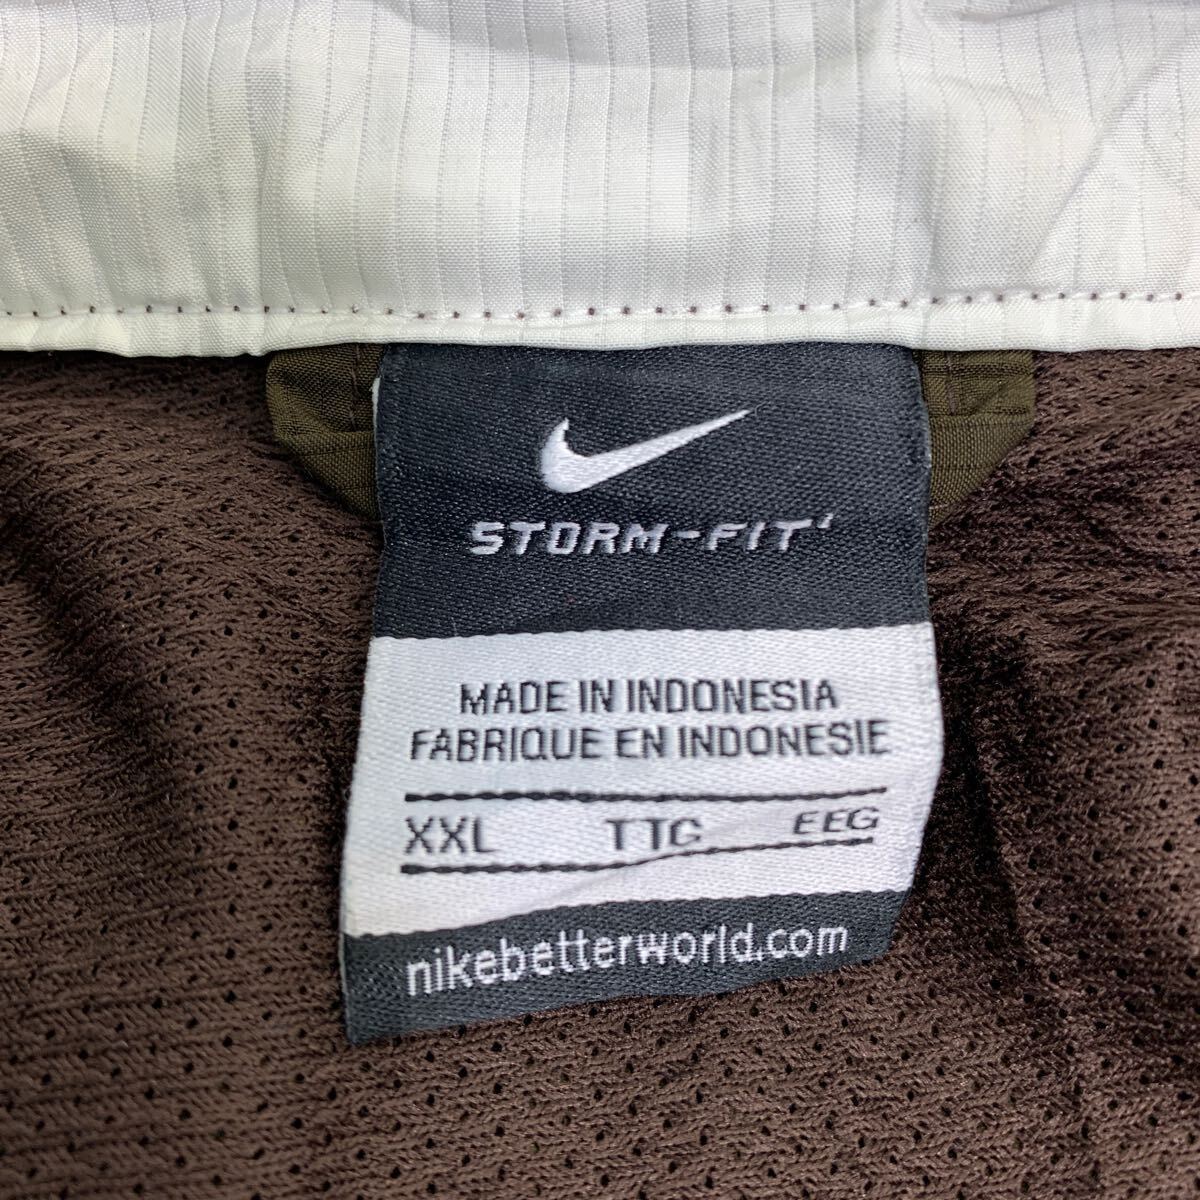 STORM-FIT
MADE IN INDONESIA
FABRIQUE EN INDONESIE
XXL TTG EEG
nikebetterworld.com